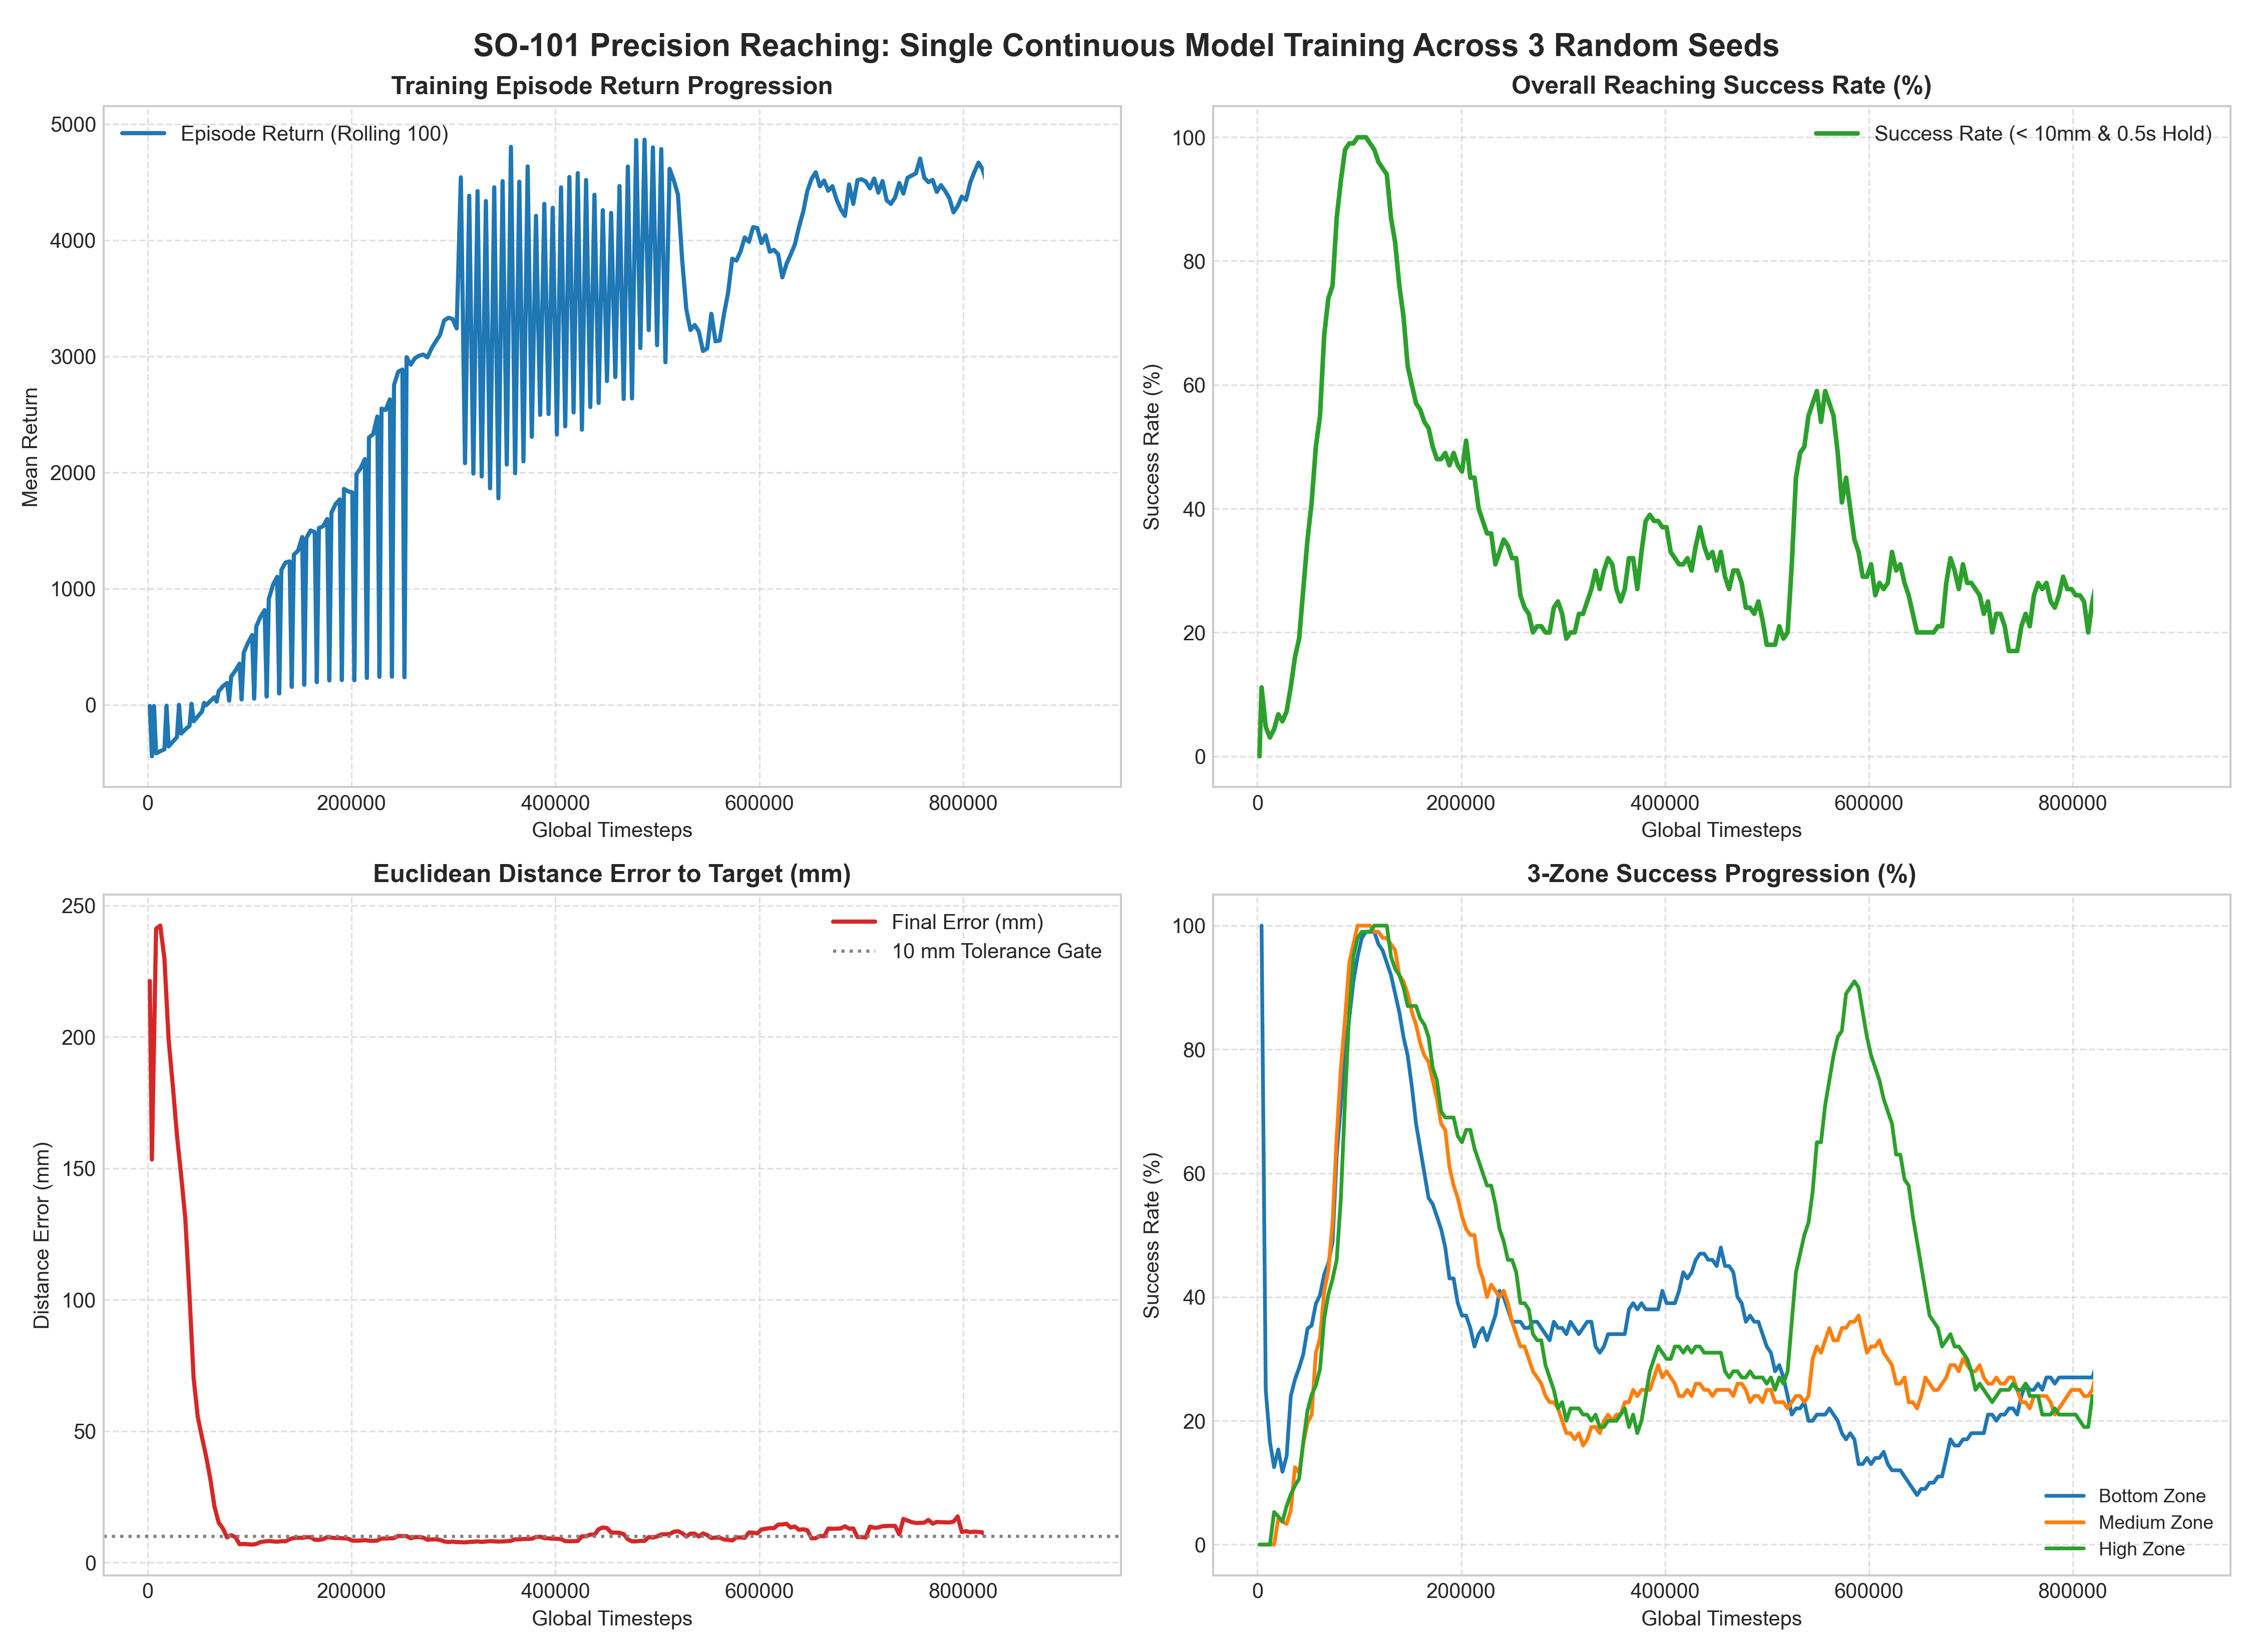 SO-101 Precision Reaching: Single Continuous Model Training Across 3 Random Seeds
Training Episode Return Progression
Episode Return (Rolling 100)
5000
4000
3000
2000
1000
0
Mean Return
0 200000 400000 600000 800000
Global Timesteps
Overall Reaching Success Rate (%)
Success Rate (< 10mm & 0.5s Hold)
100
80
60
40
20
0
Success Rate (%)
0 200000 400000 600000 800000
Global Timesteps
Euclidean Distance Error to Target (mm)
Final Error (mm)
10 mm Tolerance Gate
250
200
150
100
50
0
Distance Error (mm)
0 200000 400000 600000 800000
Global Timesteps
3-Zone Success Progression (%)
100
80
60
40
20
0
Success Rate (%)
Bottom Zone
Medium Zone
High Zone
0 200000 400000 600000 800000
Global Timesteps